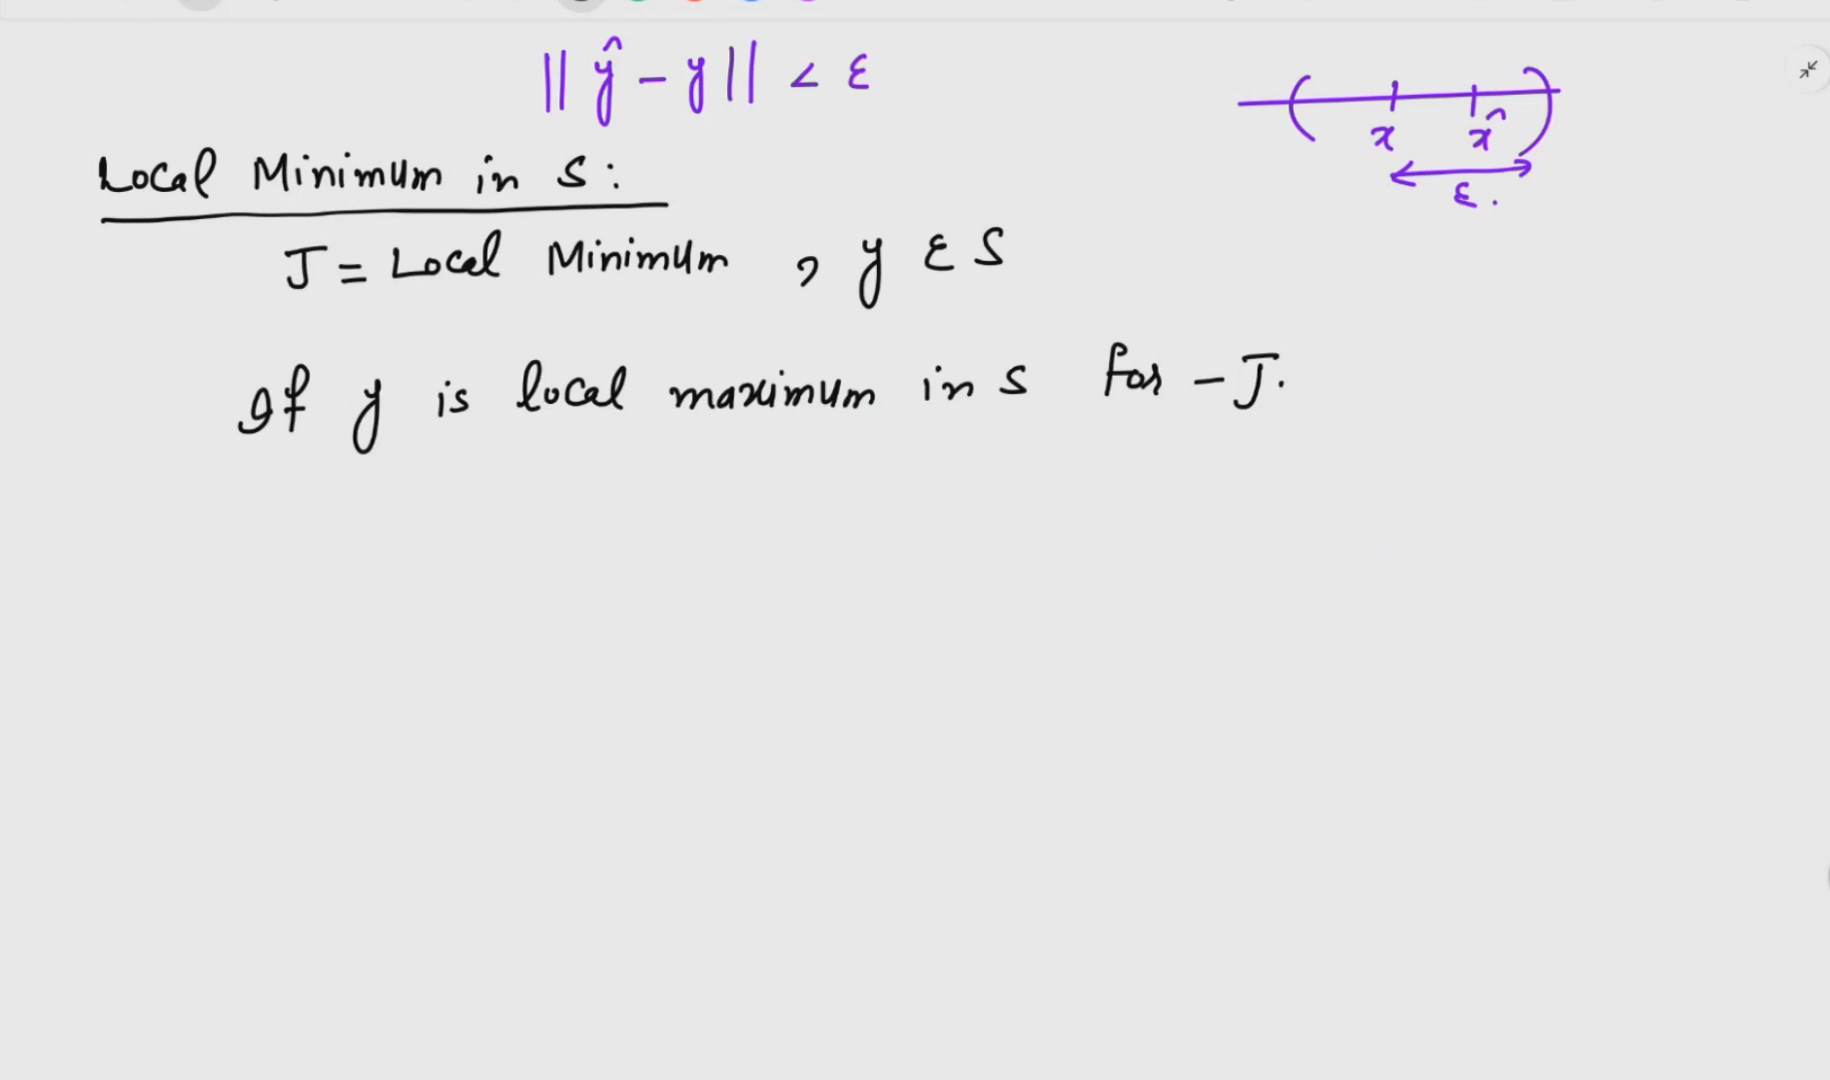 || ŷ - y || < ε
x x̂
ε.
Local Minimum in S :
J = Local Minimum , y ε S
If y is local maximum in S for - J.